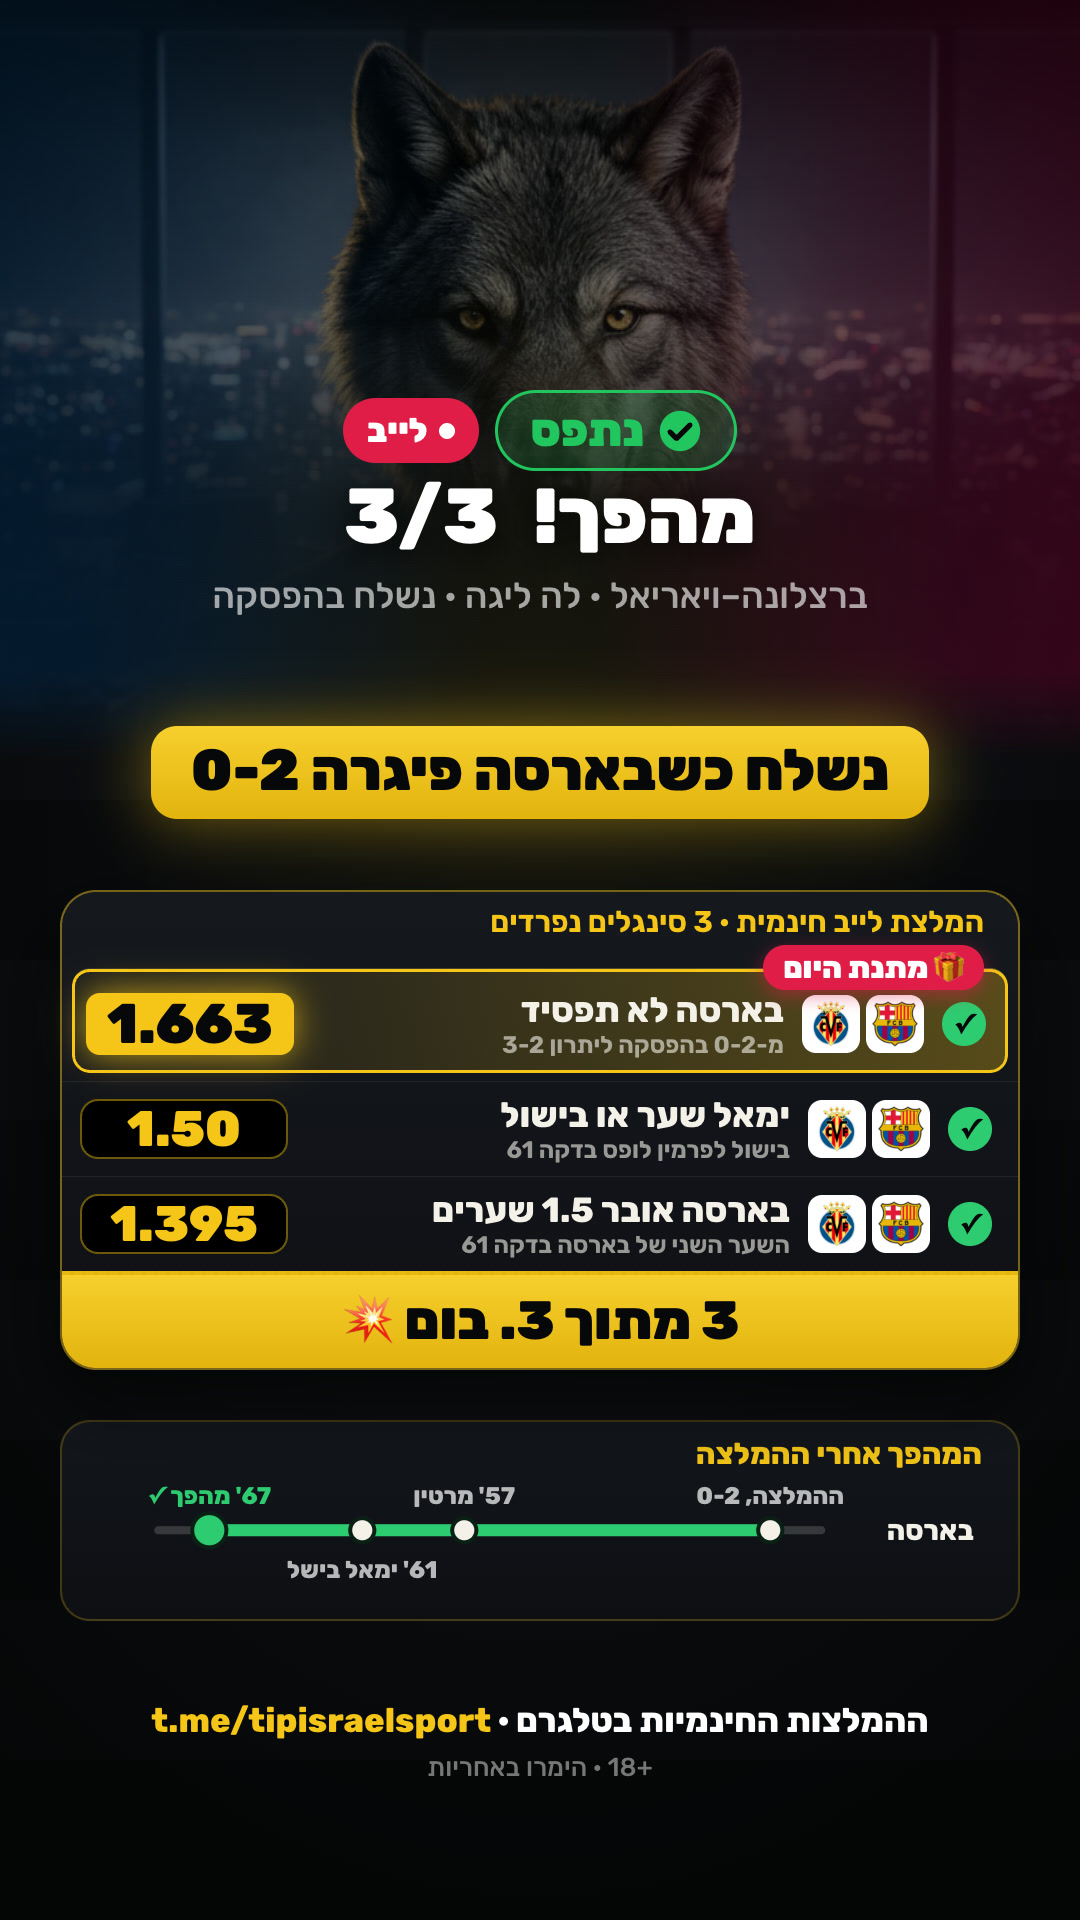 נתפס
לייב
מהפך! 3/3
ברצלונה–ויאריאל • לה ליגה • נשלח בהפסקה
נשלח כשבארסה פיגרה 0-2
המלצת לייב חינמית • 3 סינגלים נפרדים
🎁 מתנת היום
בארסה לא תפסיד
1.663
מ-0-2 בהפסקה ליתרון 3-2
ימאל שער או בישול
1.50
בישול לפרמין לופס בדקה 61
בארסה אובר 1.5 שערים
1.395
השער השני של בארסה בדקה 61
3 מתוך 3. בום 💥
המהפך אחרי ההמלצה
ההמלצה, 0-2
57' מרטין
67' מהפך ✓
בארסה
61' ימאל בישל
ההמלצות החינמיות בטלגרם • t.me/tipisraelsport
18+ • הימרו באחריות